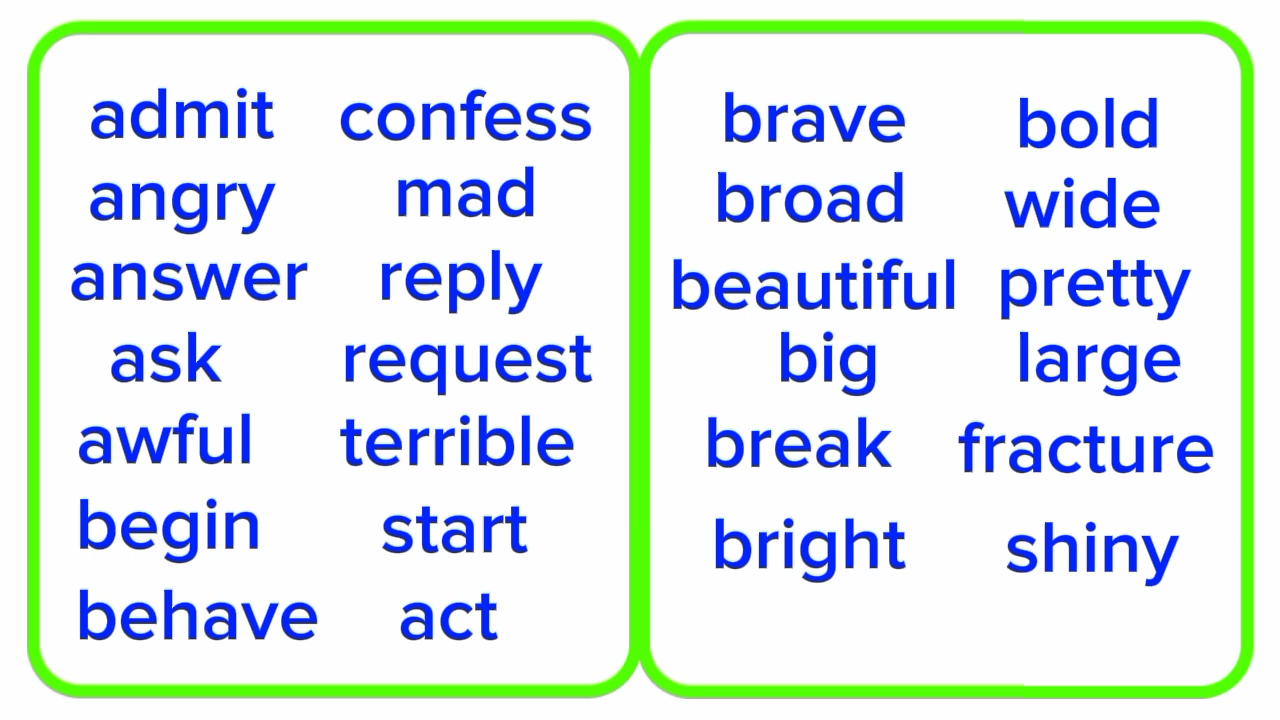 admit confess
angry mad
answer reply
ask request
awful terrible
begin start
behave act
brave bold
broad wide
beautiful pretty
big large
break fracture
bright shiny